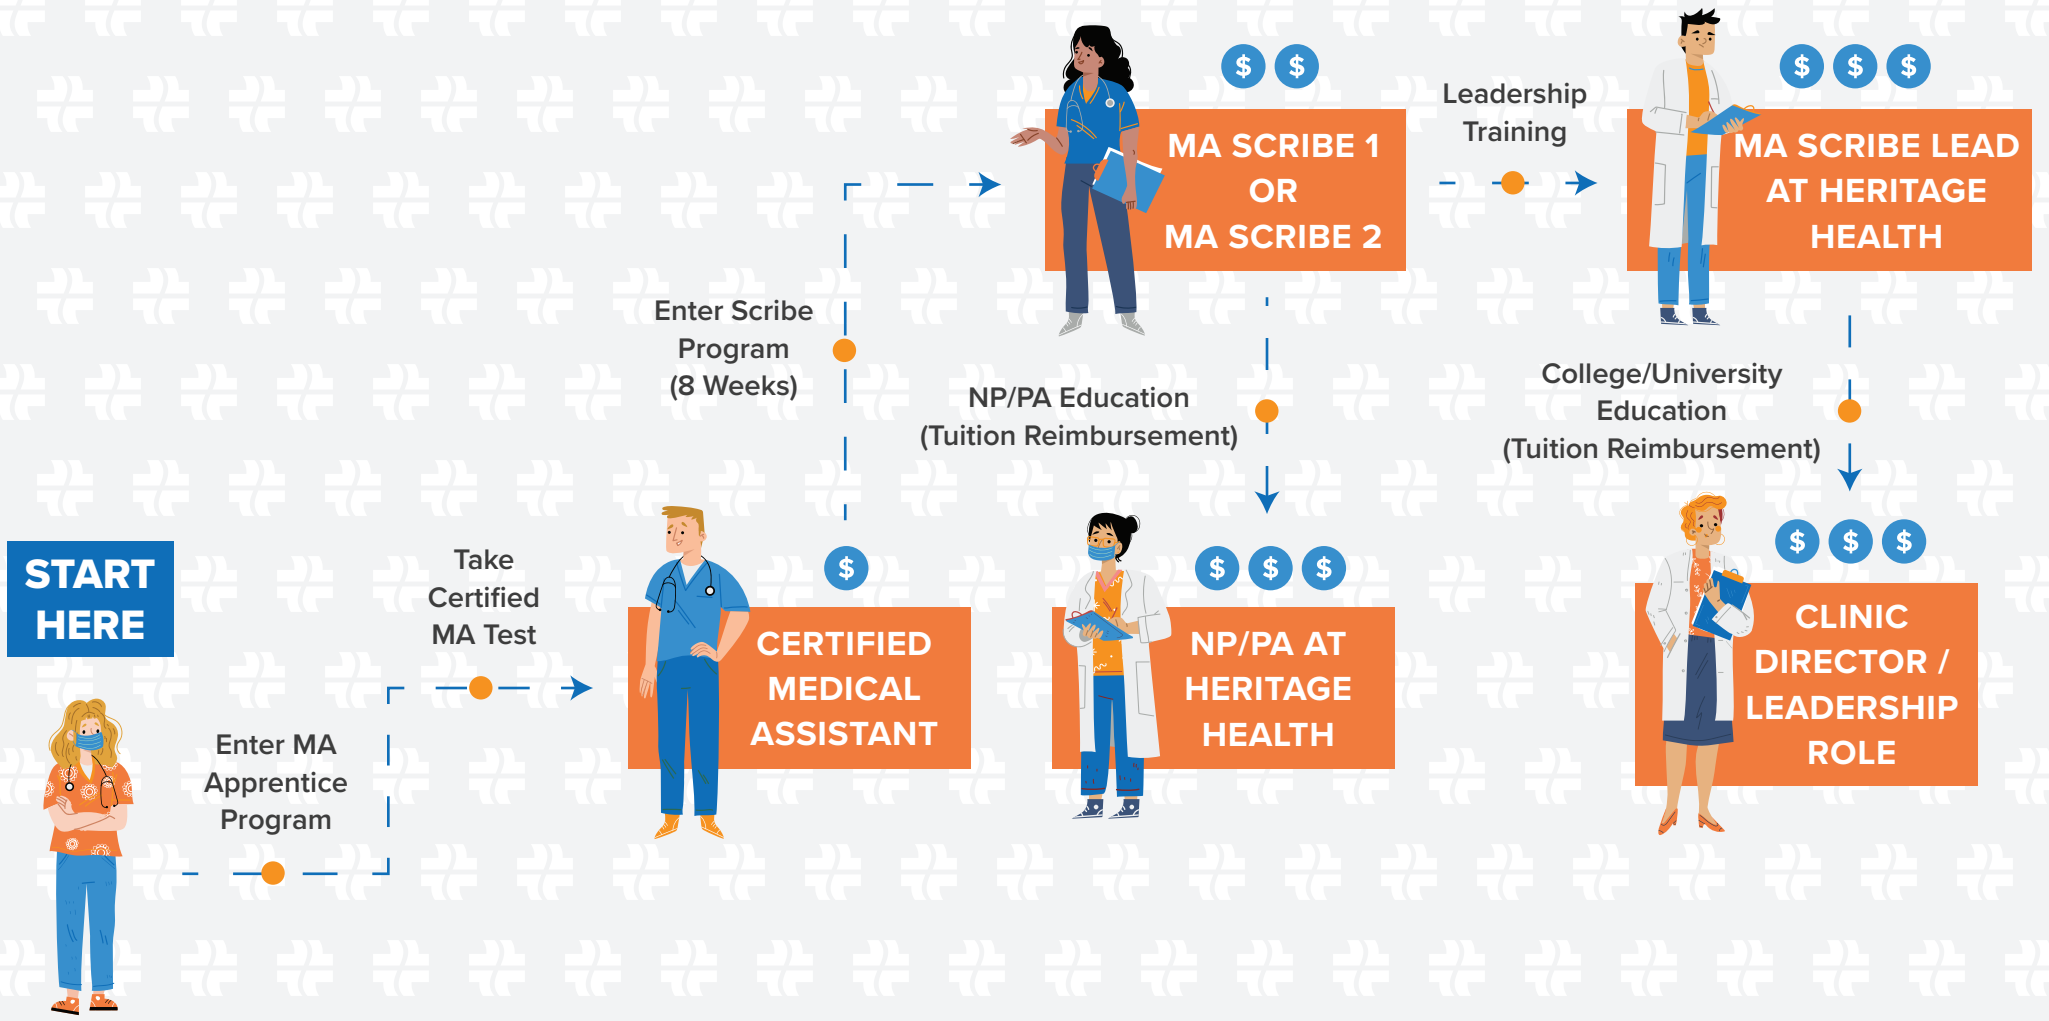 START
HERE
Enter MA
Apprentice
Program
Take
Certified
MA Test
$
CERTIFIED
MEDICAL
ASSISTANT
Enter Scribe
Program
(8 Weeks)
$ $
MA SCRIBE 1
OR
MA SCRIBE 2
NP/PA Education
(Tuition Reimbursement)
$ $ $
NP/PA AT
HERITAGE
HEALTH
Leadership
Training
$ $ $
MA SCRIBE LEAD
AT HERITAGE
HEALTH
College/University
Education
(Tuition Reimbursement)
$ $ $
CLINIC
DIRECTOR /
LEADERSHIP
ROLE